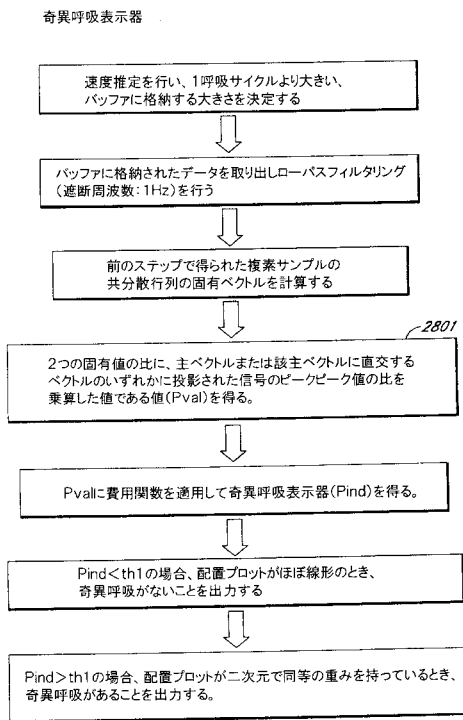 奇異呼吸表示器
速度推定を行い、1呼吸サイクルより大きい、
バッファに格納する大きさを決定する
バッファに格納されたデータを取り出しローパスフィルタリング
(遮断周波数:1Hz)を行う
前のステップで得られた複素サンプルの
共分散行列の固有ベクトルを計算する
2801
2つの固有値の比に、主ベクトルまたは該主ベクトルに直交する
ベクトルのいずれかに投影された信号のピークピーク値の比を
乗算した値である値(Pval)を得る。
Pvalに費用関数を適用して奇異呼吸表示器(Pind)を得る。
Pind<th1の場合、配置プロットがほぼ線形のとき、
奇異呼吸がないことを出力する
Pind>th1の場合、配置プロットが二次元で同等の重みを持っているとき、
奇異呼吸があることを出力する。